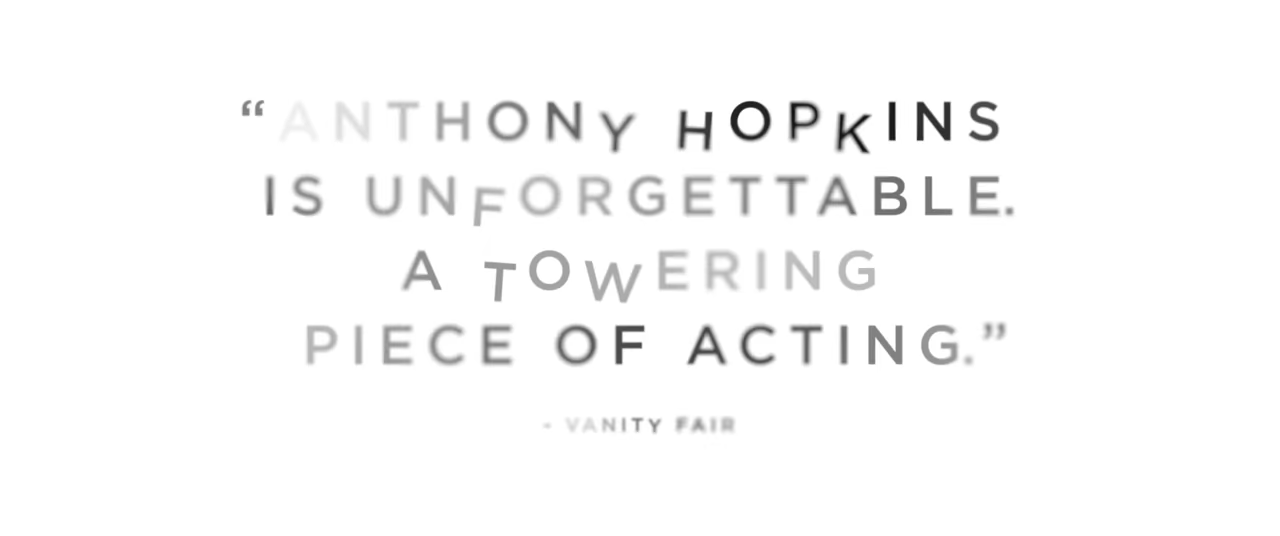 “ANTHONY HOPKINS
IS UNFORGETTABLE.
A TOWERING
PIECE OF ACTING.”
- VANITY FAIR